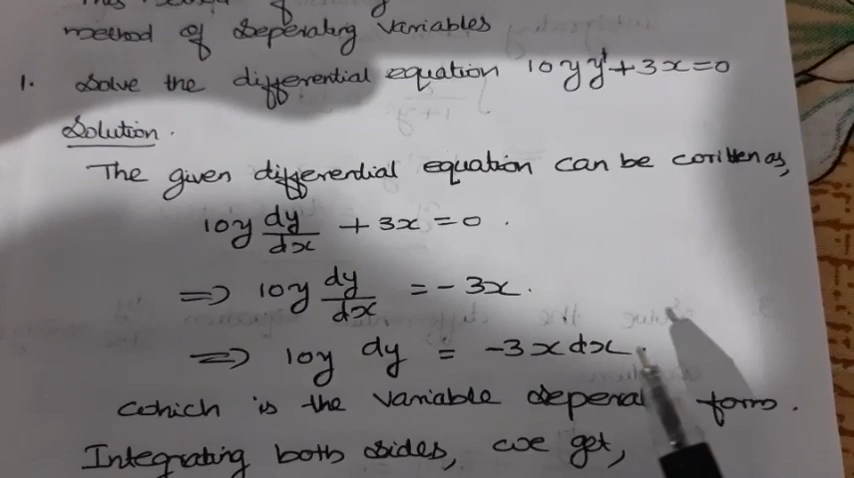 method of Seperating Variables
1. Solve the differential equation 10yy'+3x=0
Solution.
The given differential equation can be written as,
10y dy/dx + 3x = 0.
=> 10y dy/dx = -3x.
=> 10y dy = -3x dx.
which is the variable form.
Integrating both sides, we get,